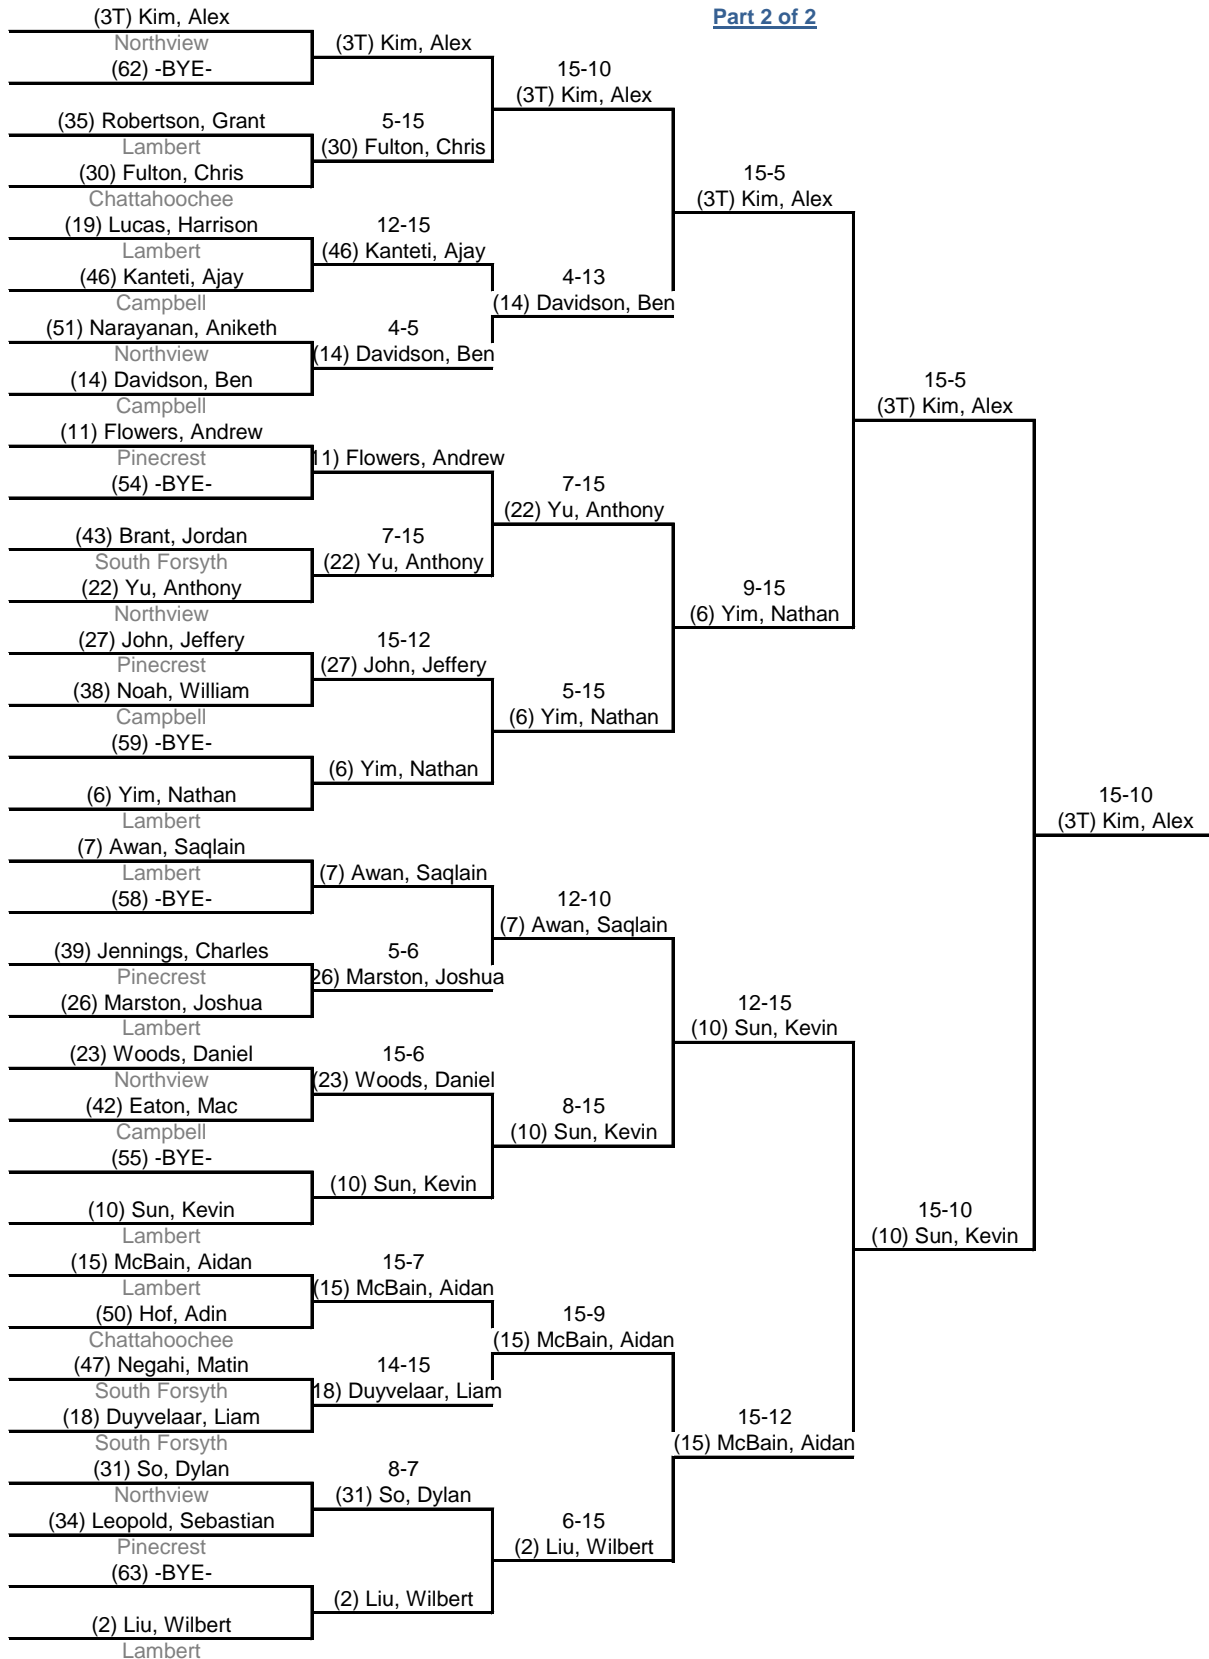 Part 2 of 2
(3T) Kim, Alex
Northview
(62) -BYE-
(35) Robertson, Grant
Lambert
(30) Fulton, Chris
Chattahoochee
(19) Lucas, Harrison
Lambert
(46) Kanteti, Ajay
Campbell
(51) Narayanan, Aniketh
Northview
(14) Davidson, Ben
Campbell
(11) Flowers, Andrew
Pinecrest
(54) -BYE-
(43) Brant, Jordan
South Forsyth
(22) Yu, Anthony
Northview
(27) John, Jeffery
Pinecrest
(38) Noah, William
Campbell
(59) -BYE-
(6) Yim, Nathan
Lambert
(7) Awan, Saqlain
Lambert
(58) -BYE-
(39) Jennings, Charles
Pinecrest
(26) Marston, Joshua
Lambert
(23) Woods, Daniel
Northview
(42) Eaton, Mac
Campbell
(55) -BYE-
(10) Sun, Kevin
Lambert
(15) McBain, Aidan
Lambert
(50) Hof, Adin
Chattahoochee
(47) Negahi, Matin
South Forsyth
(18) Duyvelaar, Liam
South Forsyth
(31) So, Dylan
Northview
(34) Leopold, Sebastian
Pinecrest
(63) -BYE-
(2) Liu, Wilbert
Lambert
(3T) Kim, Alex
5-15
(30) Fulton, Chris
12-15
(46) Kanteti, Ajay
4-5
(14) Davidson, Ben
11) Flowers, Andrew
7-15
(22) Yu, Anthony
15-12
(27) John, Jeffery
(6) Yim, Nathan
(7) Awan, Saqlain
5-6
26) Marston, Joshua
15-6
(23) Woods, Daniel
(10) Sun, Kevin
15-7
(15) McBain, Aidan
14-15
18) Duyvelaar, Liam
8-7
(31) So, Dylan
(2) Liu, Wilbert
15-10
(3T) Kim, Alex
4-13
(14) Davidson, Ben
7-15
(22) Yu, Anthony
5-15
(6) Yim, Nathan
12-10
(7) Awan, Saqlain
8-15
(10) Sun, Kevin
15-9
(15) McBain, Aidan
6-15
(2) Liu, Wilbert
15-5
(3T) Kim, Alex
9-15
(6) Yim, Nathan
12-15
(10) Sun, Kevin
15-12
(15) McBain, Aidan
15-5
(3T) Kim, Alex
15-10
(10) Sun, Kevin
15-10
(3T) Kim, Alex